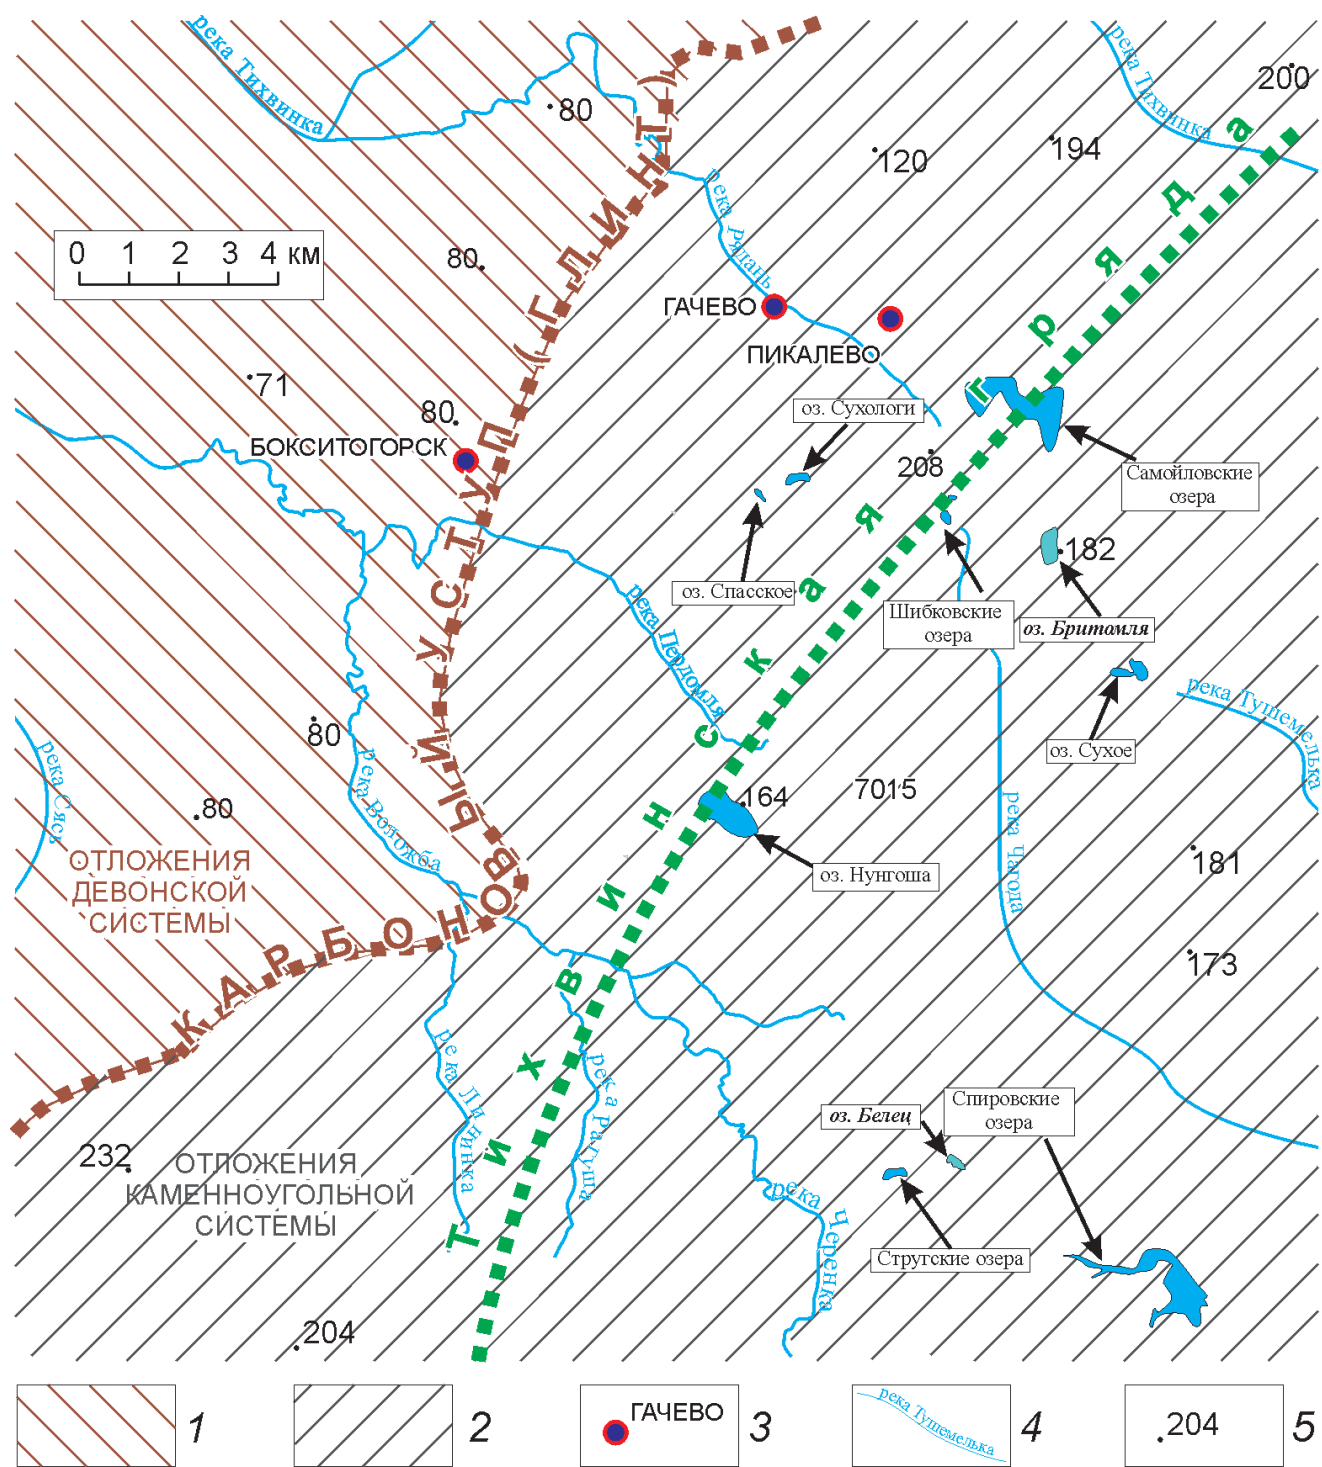 река Тихвинка
река Тихвинка
200
80
120
194
0 1 2 3 4 км
река Рядань
80
ГАЧЕВО
ПИКАЛЕВО
71
80
БОКСИТОГОРСК
оз. Сухологи
208
Самойловские
озера
182
оз. Спасское
Шибковские
озера
оз. Бритомля
река Пердомля
оз. Сухое
река Тушемелька
80
река Сясь
река Воложба
80
164
7015
река Чагода
оз. Нунгоша
181
173
ОТЛОЖЕНИЯ
ДЕВОНСКОЙ
СИСТЕМЫ
КАРБОНОВЫЙ УСТУП (ГЛИНТ)
Тихвинская гряда
река Лининка
река Рагуша
река Черенка
оз. Белец
Спировские
озера
Стругские озера
232
ОТЛОЖЕНИЯ
КАМЕННОУГОЛЬНОЙ
СИСТЕМЫ
204
1
2
ГАЧЕВО
3
река Тушемелька
4
204
5